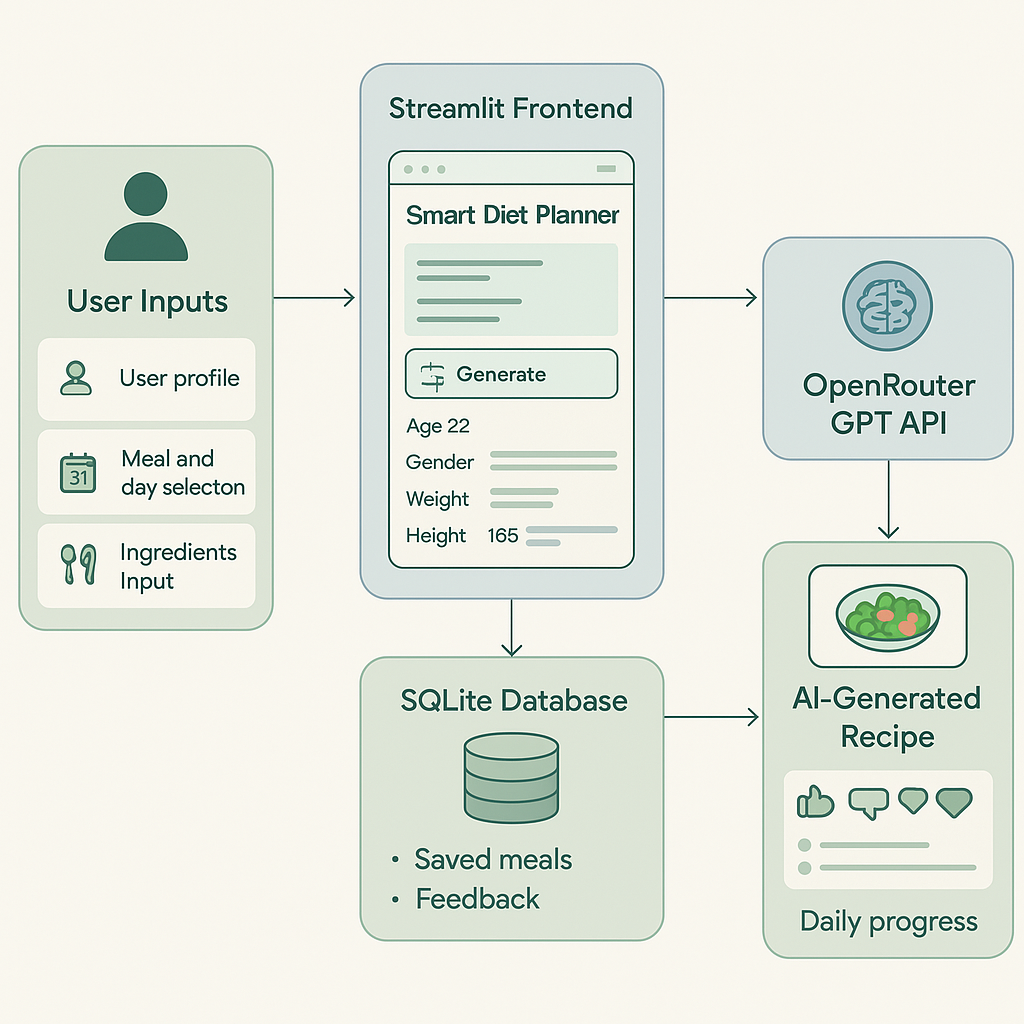 User Inputs
User profile
Meal and
day selecton
Ingredients
Input
Streamlit Frontend
Smart Diet Planner
Generate
Age 22
Gender
Weight
Height 165
OpenRouter
GPT API
SQLite Database
• Saved meals
• Feedback
AI-Generated
Recipe
Daily progress
31